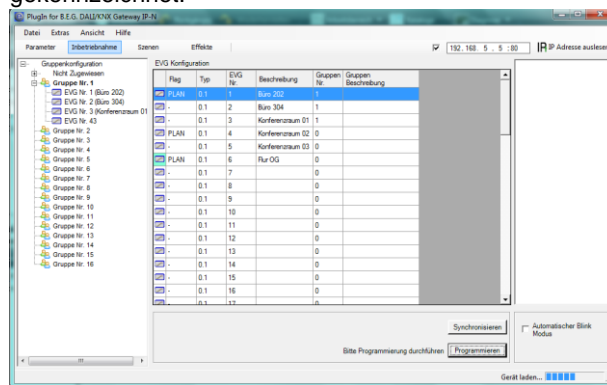 gekennzeichnet.
PlugIn for B.E.G. DALI/KNX Gateway IP-N
Datei Extras Ansicht Hilfe
Parameter Inbetriebnahme Szenen Effekte 192.168. 5 . 5 :80 IP Adresse auslesen
Gruppenkonfiguration
Nicht Zugewiesen
Gruppe Nr. 1
EVG Nr. 1 (Büro 202)
EVG Nr. 2 (Büro 304)
EVG Nr. 3 (Konferenzraum 01
EVG Nr. 43
Gruppe Nr. 2
Gruppe Nr. 3
Gruppe Nr. 4
Gruppe Nr. 5
Gruppe Nr. 6
Gruppe Nr. 7
Gruppe Nr. 8
Gruppe Nr. 9
Gruppe Nr. 10
Gruppe Nr. 11
Gruppe Nr. 12
Gruppe Nr. 13
Gruppe Nr. 14
Gruppe Nr. 15
Gruppe Nr. 16
EVG Konfiguration
Flag Typ EVG Nr. Beschreibung Gruppen Nr. Gruppen Beschreibung
PLAN 0.1 1 Büro 202 1
- 0.1 2 Büro 304 1
- 0.1 3 Konferenzraum 01 1
PLAN 0.1 4 Konferenzraum 02 0
- 0.1 5 Konferenzraum 03 0
PLAN 0.1 6 Flur OG 0
- 0.1 7 0
- 0.1 8 0
- 0.1 9 0
- 0.1 10 0
- 0.1 11 0
- 0.1 12 0
- 0.1 13 0
- 0.1 14 0
- 0.1 15 0
- 0.1 16 0
- 0.1 17 0
Synchronisieren
Bitte Programmierung durchführen Programmieren
Automatischer Blink
Modus
Gerät laden...